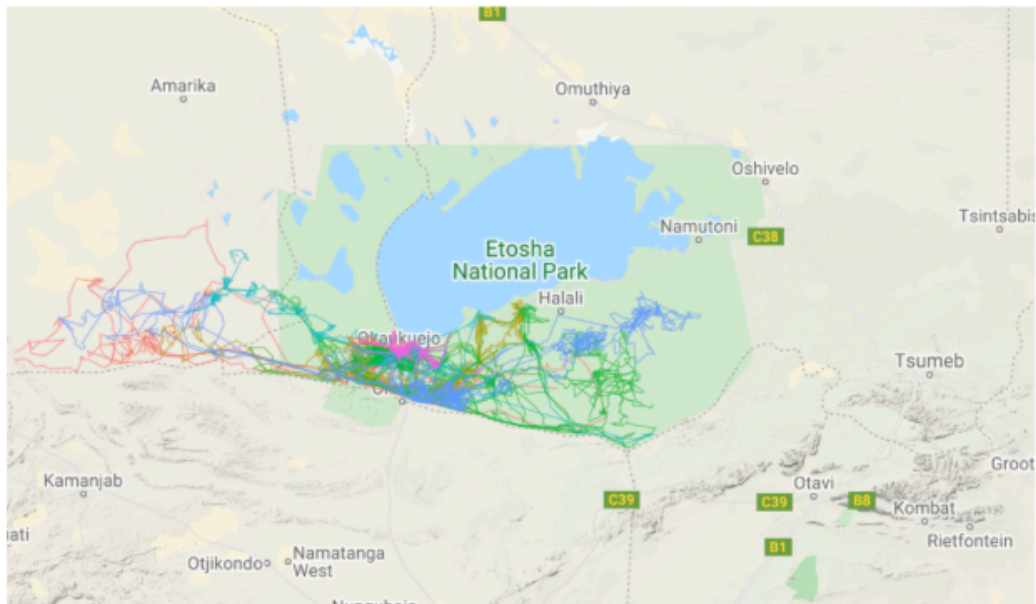 B1
Amarika
Omuthiya
Oshivelo
Tsintsabis
Namutoni
C38
Etosha
National Park
Halali
Okaukuejo
Tsumeb
Kamanjab
Groot
C39
C39
Otavi
B8
Kombat
Rietfontein
B1
Otjikondo
Namatanga
West